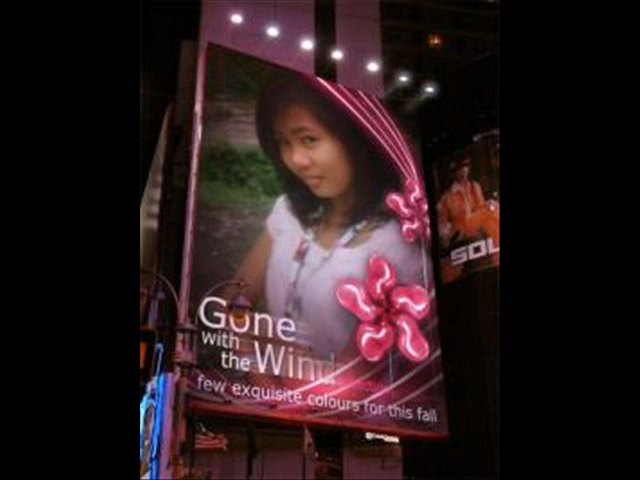 Gone
with
the Wind
few exquisite colours for this fall
SOL